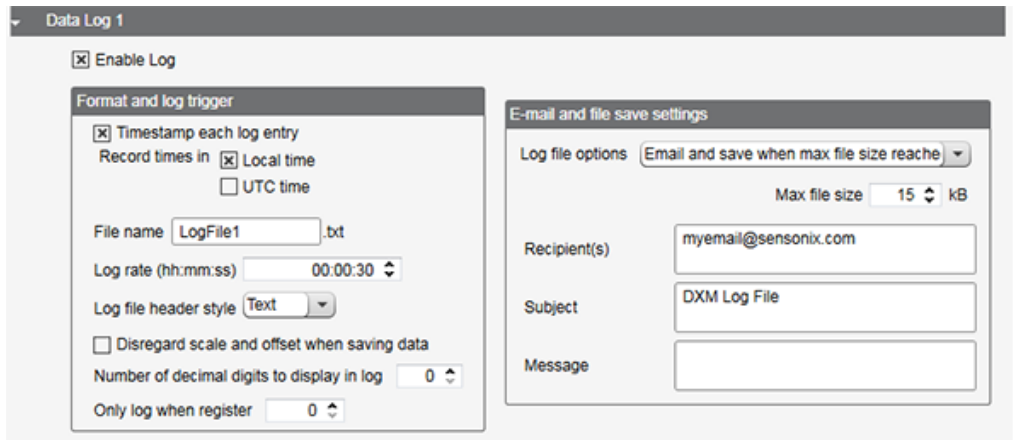 Data Log 1
Enable Log
Format and log trigger
Timestamp each log entry
Record times in Local time
UTC time
File name LogFile1 .txt
Log rate (hh:mm:ss) 00:00:30
Log file header style Text
Disregard scale and offset when saving data
Number of decimal digits to display in log 0
Only log when register 0
E-mail and file save settings
Log file options Email and save when max file size reache
Max file size 15 kB
Recipient(s) myemail@sensonix.com
Subject DXM Log File
Message